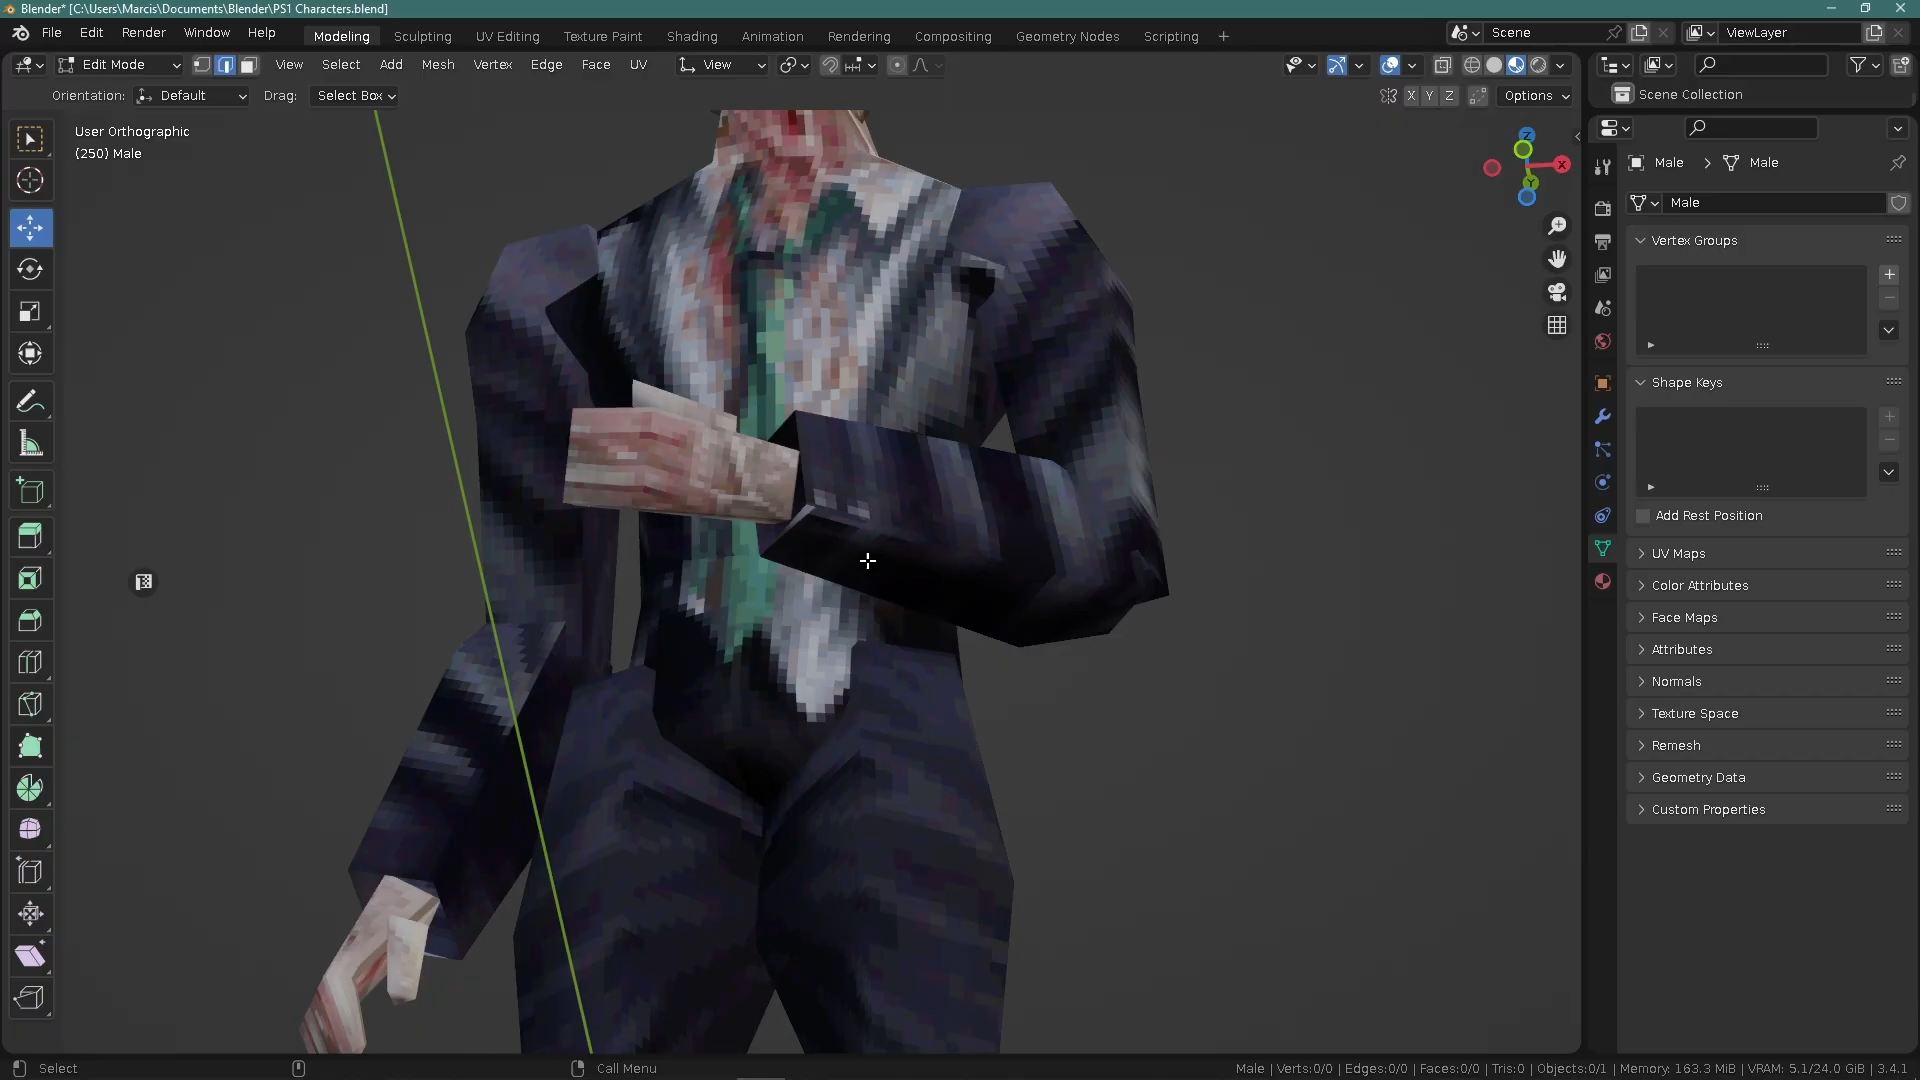 Blender* [C:\Users\Marcis\Documents\Blender\PS1 Characters.blend]
File Edit Render Window Help Modeling Sculpting UV Editing Texture Paint Shading Animation Rendering Compositing Geometry Nodes Scripting + Scene ViewLayer
Edit Mode View Select Add Mesh Vertex Edge Face UV View
Orientation: Default Drag: Select Box X Y Z Options Scene Collection
User Orthographic
(250) Male
Z
X
Y
Male > Male
Male
Vertex Groups
Shape Keys
Add Rest Position
UV Maps
Color Attributes
Face Maps
Attributes
Normals
Texture Space
Remesh
Geometry Data
Custom Properties
Select Call Menu Male | Verts:0/0 | Edges:0/0 | Faces:0/0 | Tris:0 | Objects:0/1 | Memory: 163.3 MiB | VRAM: 5.1/24.0 GiB | 3.4.1